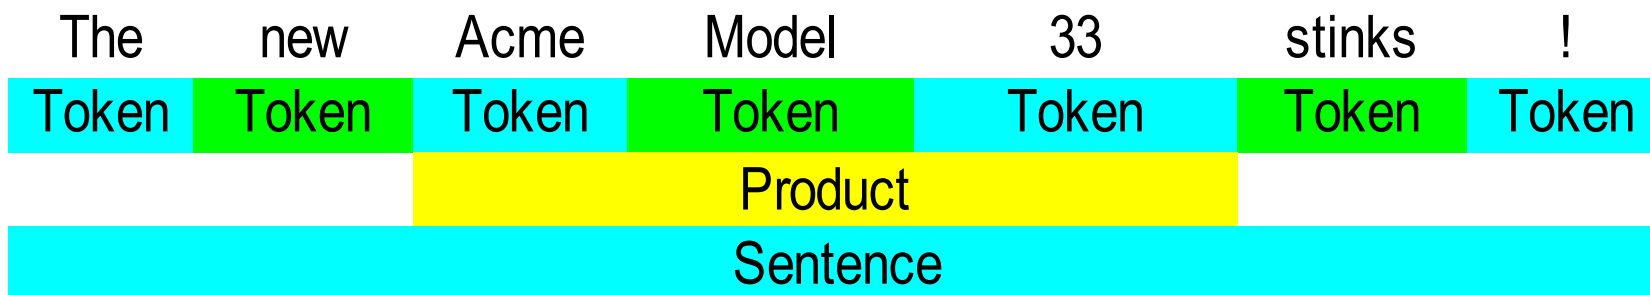 The new Acme Model 33 stinks !
Token Token Token Token Token Token Token
Product
Sentence